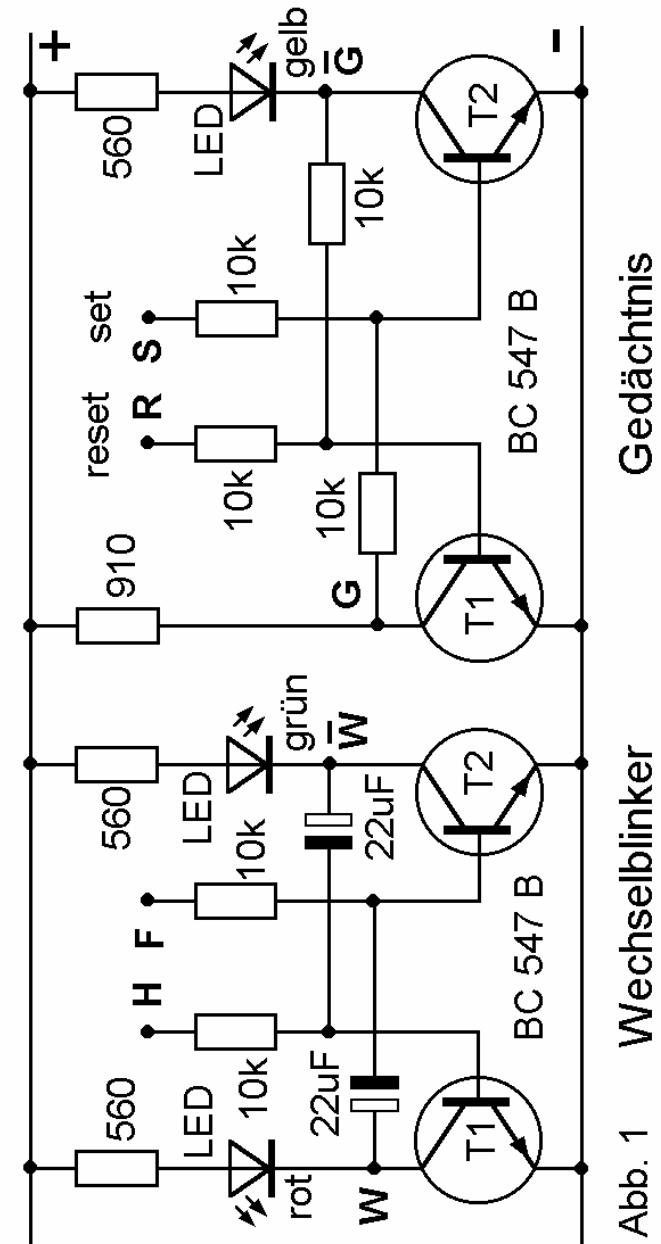 +
560
LED
rot
W
H
F
10k
10k
22uF
22uF
560
LED
grün
W̅
T1
T2
BC 547 B
910
G
reset
set
R
S
10k
10k
10k
10k
560
LED
gelb
G̅
T1
T2
BC 547 B
-
Abb. 1
Wechselblinker
Gedächtnis